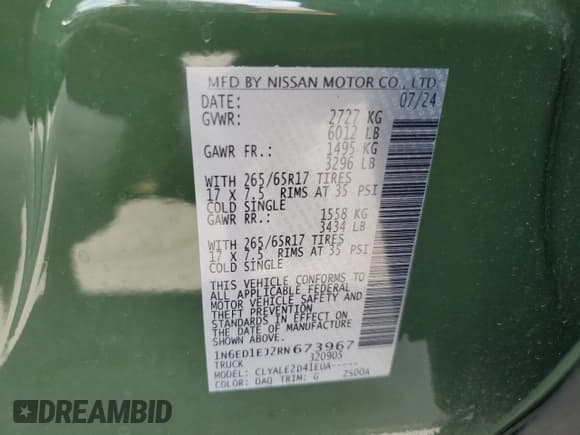 MFD BY NISSAN MOTOR CO., LTD
DATE: 07/24
GVWR: 2727 KG
6012 LB
GAWR FR.: 1495 KG
3296 LB
WITH 265/65R17 TIRES
17 X 7.5 RIMS AT 35 PSI
COLD SINGLE
GAWR RR.: 1558 KG
3434 LB
WITH 265/65R17 TIRES
17 X 7.5 RIMS AT 35 PSI
COLD SINGLE
THIS VEHICLE CONFORMS TO
ALL APPLICABLE FEDERAL
MOTOR VEHICLE SAFETY AND
THEFT PREVENTION
STANDARDS IN EFFECT ON
THE DATE OF MANUFACTURE
SHOWN ABOVE.
1N6ED1EJ2RN673967
TRUCK 320905
MODEL: CLYALE2D41EUA-----
COLOR: DAQ TRIM: G 2S00A
DREAMBID